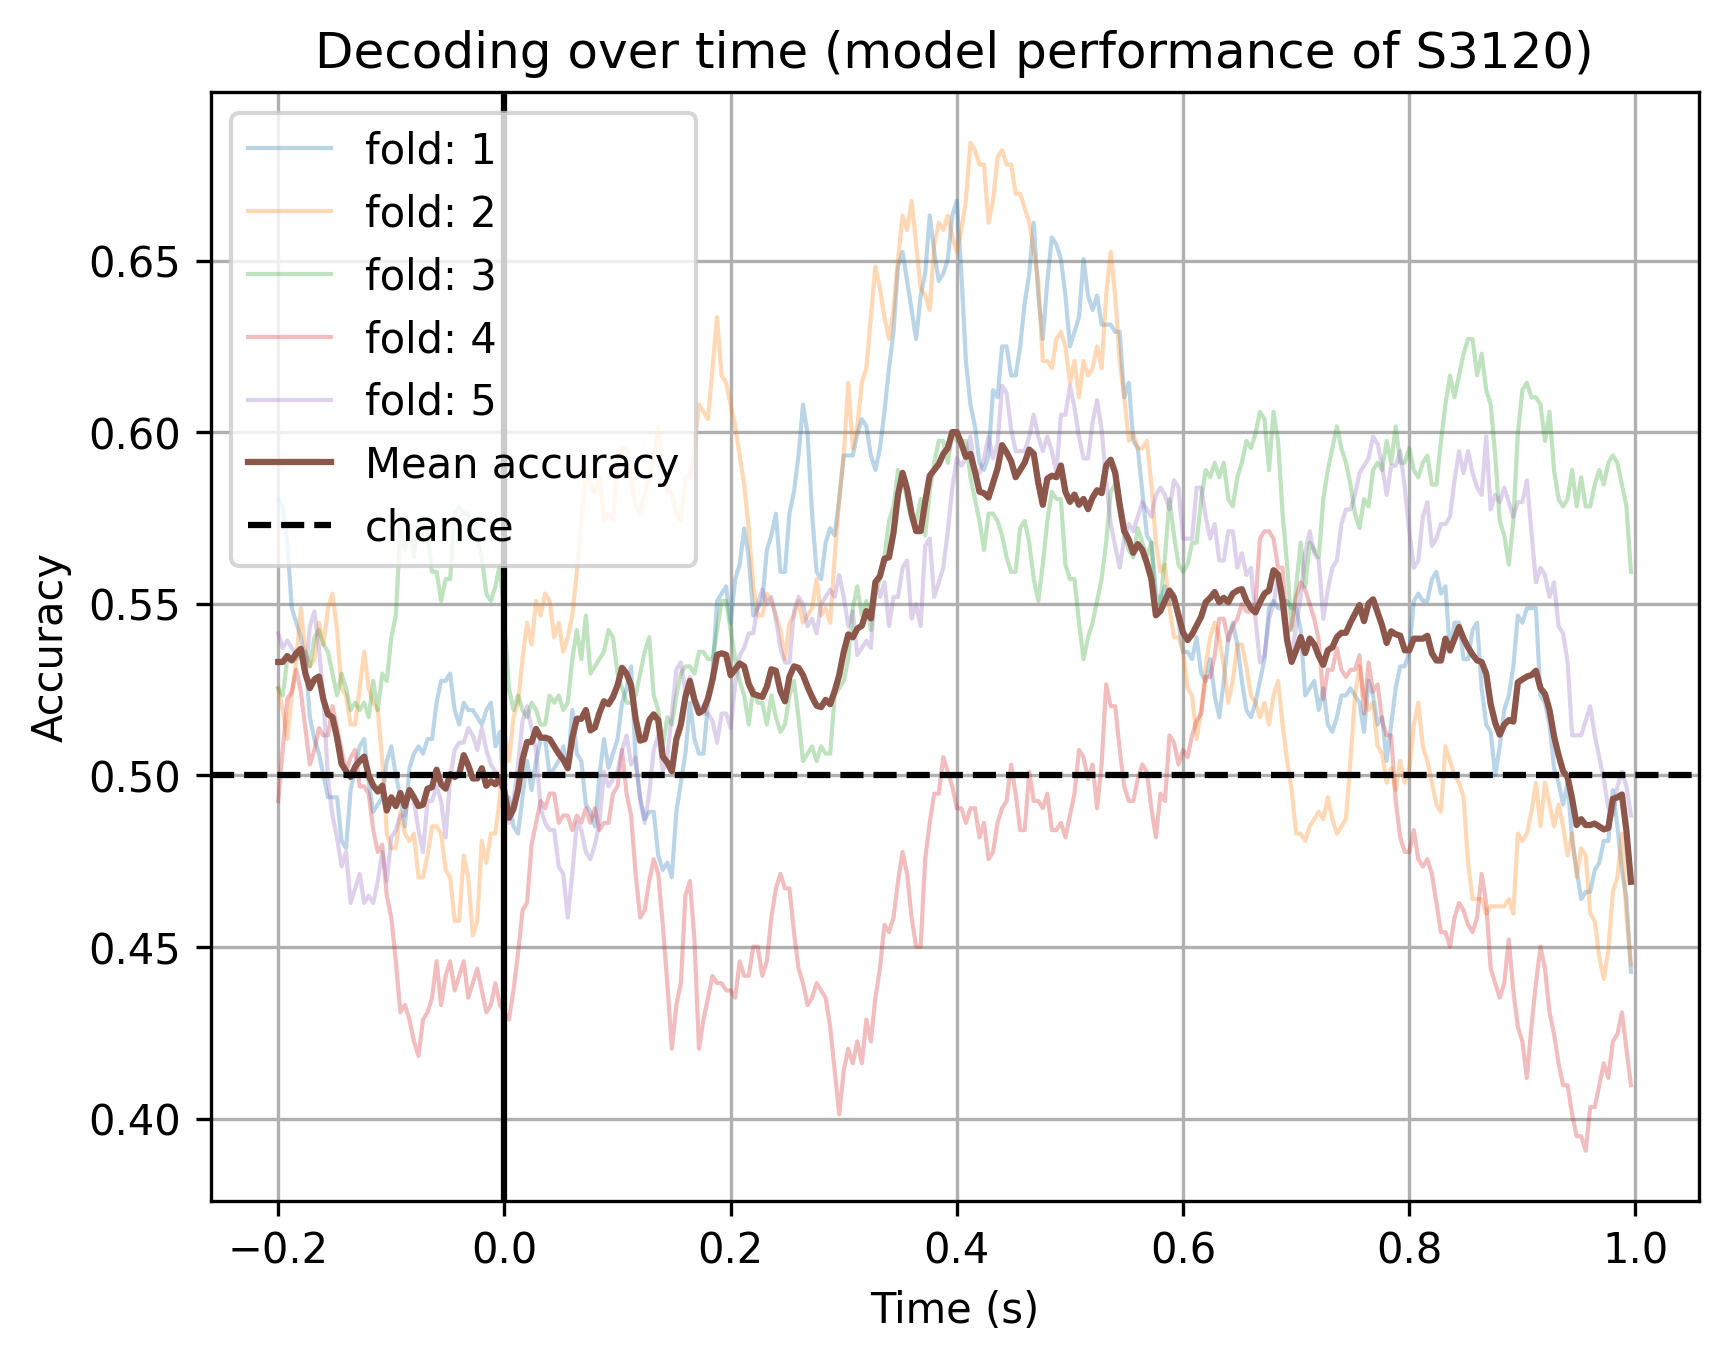 Decoding over time (model performance of S3120)
fold: 1
fold: 2
fold: 3
fold: 4
fold: 5
Mean accuracy
chance
Accuracy
0.65
0.60
0.55
0.50
0.45
0.40
−0.2 0.0 0.2 0.4 0.6 0.8 1.0
Time (s)